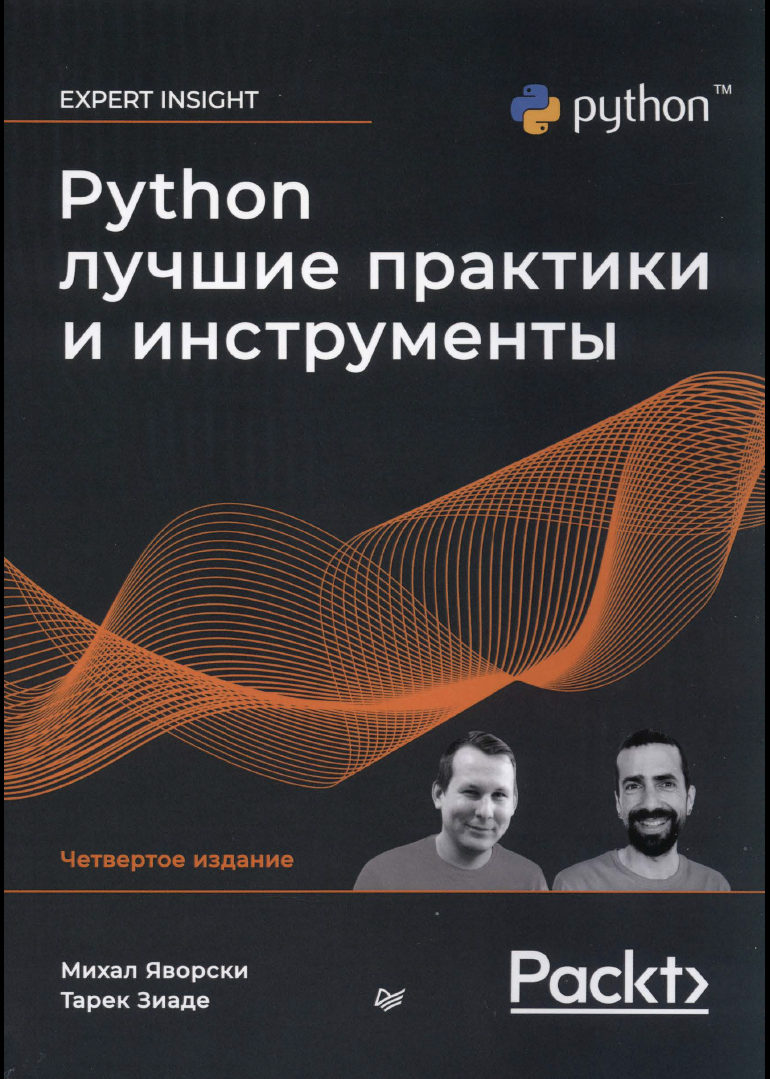 EXPERT INSIGHT
python™
Python
лучшие практики
и инструменты
Четвертое издание
Михал Яворски
Тарек Зиаде
Packt>